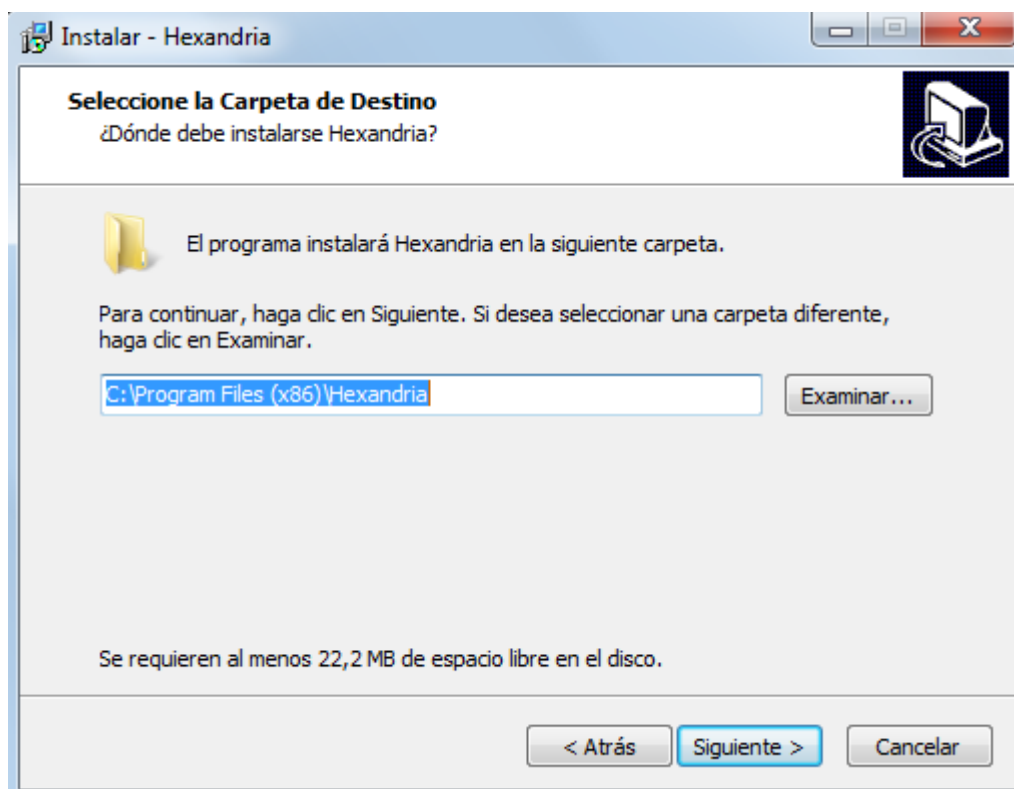 Instalar - Hexandria
Seleccione la Carpeta de Destino
¿Dónde debe instalarse Hexandria?
El programa instalará Hexandria en la siguiente carpeta.
Para continuar, haga clic en Siguiente. Si desea seleccionar una carpeta diferente,
haga clic en Examinar.
C:\Program Files (x86)\Hexandria
Examinar...
Se requieren al menos 22,2 MB de espacio libre en el disco.
< Atrás
Siguiente >
Cancelar